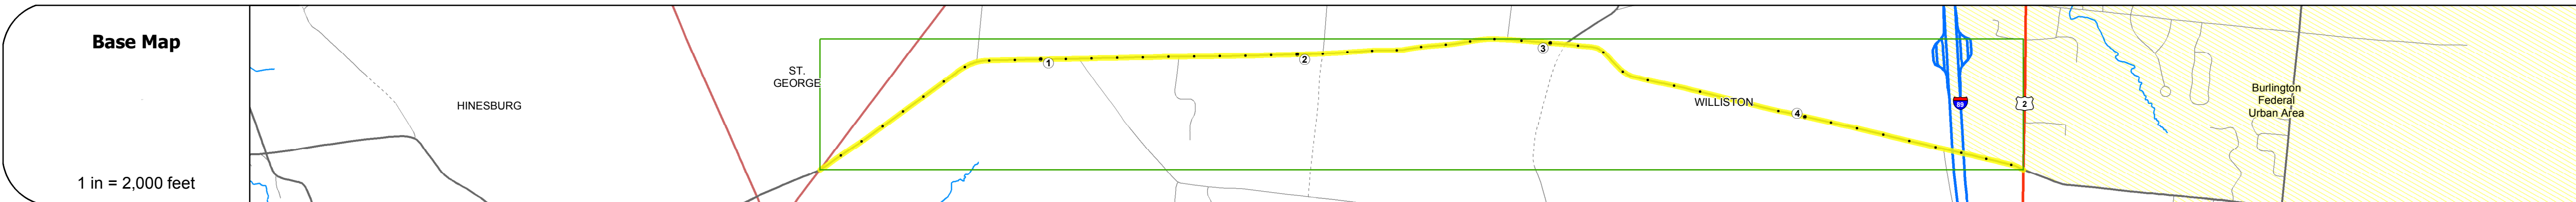 Base Map
1 in = 2,000 feet
HINESBURG
ST.
GEORGE
1
2
3
WILLISTON
4
89
2
Burlington
Federal
Urban Area